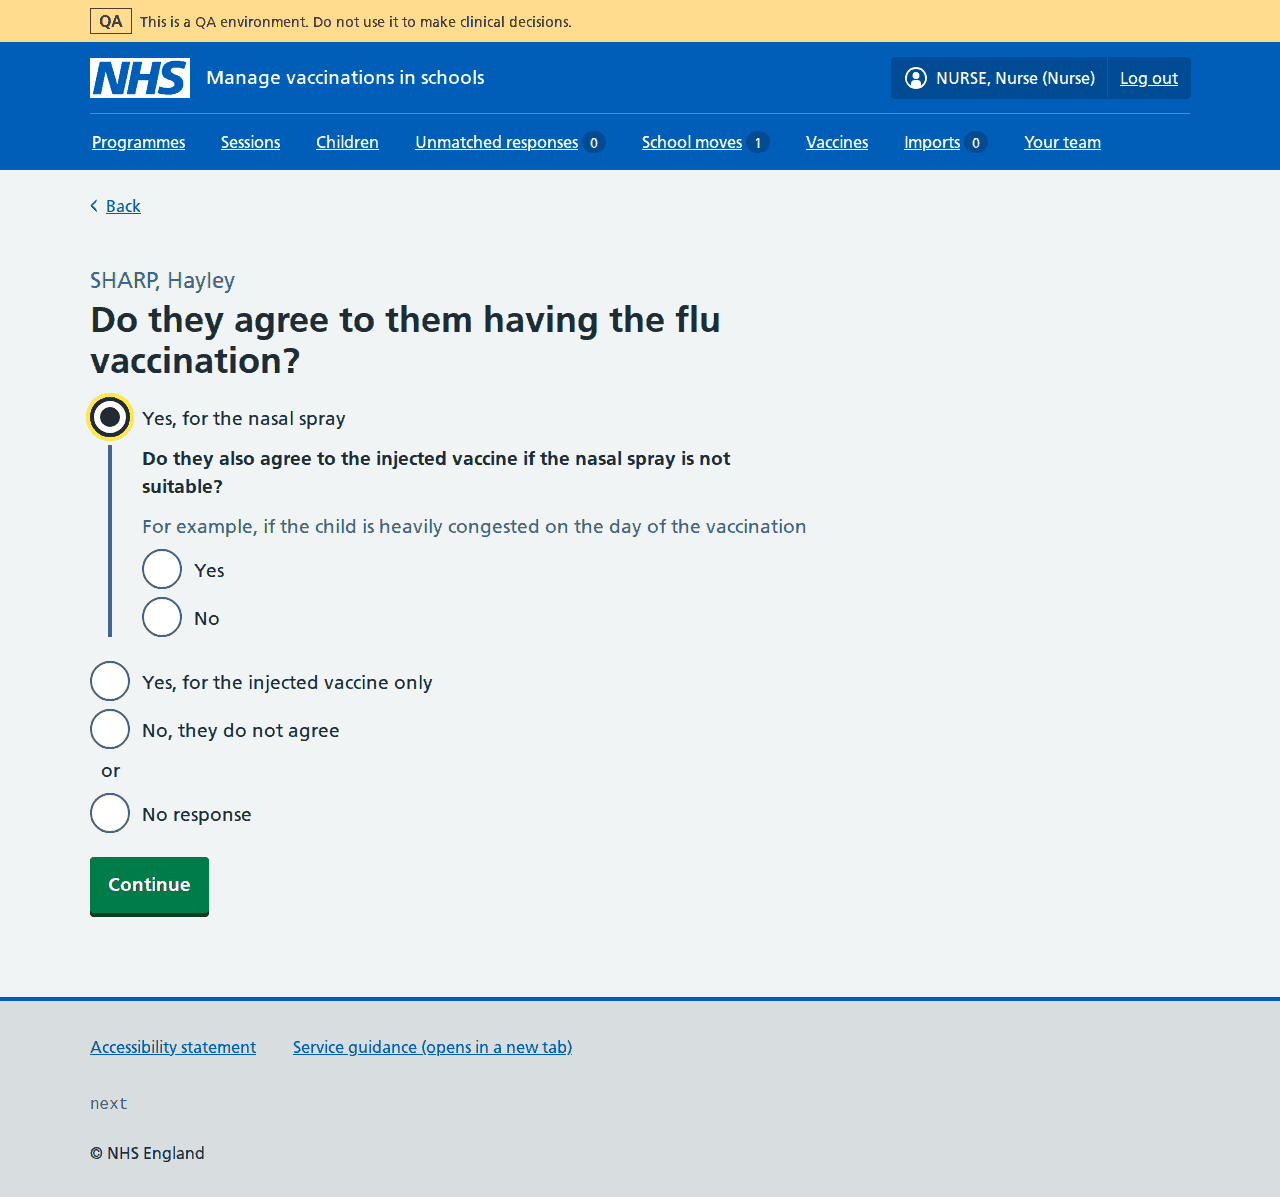 QA This is a QA environment. Do not use it to make clinical decisions.
NHS Manage vaccinations in schools NURSE, Nurse (Nurse) Log out
Programmes Sessions Children Unmatched responses 0 School moves 1 Vaccines Imports 0 Your team
Back
SHARP, Hayley
Do they agree to them having the flu
vaccination?
Yes, for the nasal spray
Do they also agree to the injected vaccine if the nasal spray is not
suitable?
For example, if the child is heavily congested on the day of the vaccination
Yes
No
Yes, for the injected vaccine only
No, they do not agree
or
No response
Continue
Accessibility statement Service guidance (opens in a new tab)
next
© NHS England